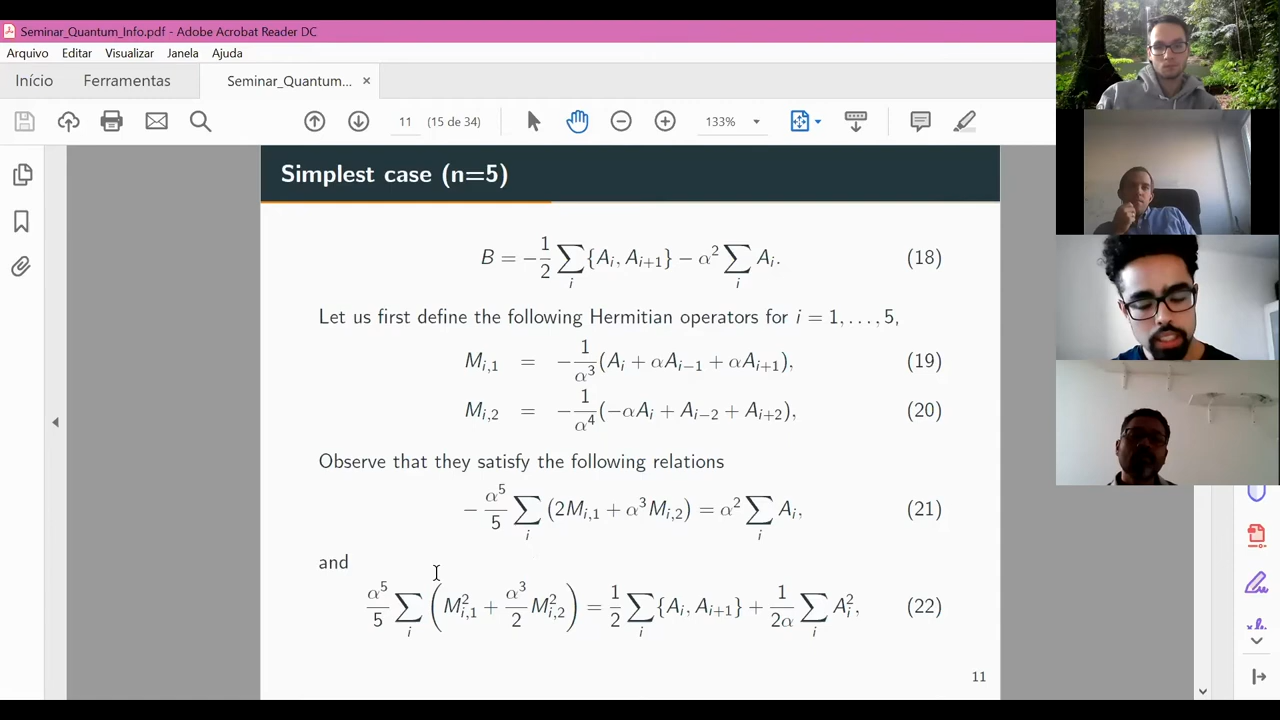 Seminar_Quantum_Info.pdf - Adobe Acrobat Reader DC
Arquivo Editar Visualizar Janela Ajuda
Início Ferramentas Seminar_Quantum... ×
11 (15 de 34) 133%
Simplest case (n=5)
B = −1/2 ∑_i {A_i, A_{i+1}} − α² ∑_i A_i. (18)
Let us first define the following Hermitian operators for i = 1, . . . , 5,
M_{i,1} = −1/α³ (A_i + αA_{i−1} + αA_{i+1}), (19)
M_{i,2} = −1/α⁴ (−αA_i + A_{i−2} + A_{i+2}), (20)
Observe that they satisfy the following relations
− α⁵/5 ∑_i (2M_{i,1} + α³M_{i,2}) = α² ∑_i A_i, (21)
and
α⁵/5 ∑_i (M²_{i,1} + α³/2 M²_{i,2}) = 1/2 ∑_i {A_i, A_{i+1}} + 1/2α ∑_i A²_i, (22)
11